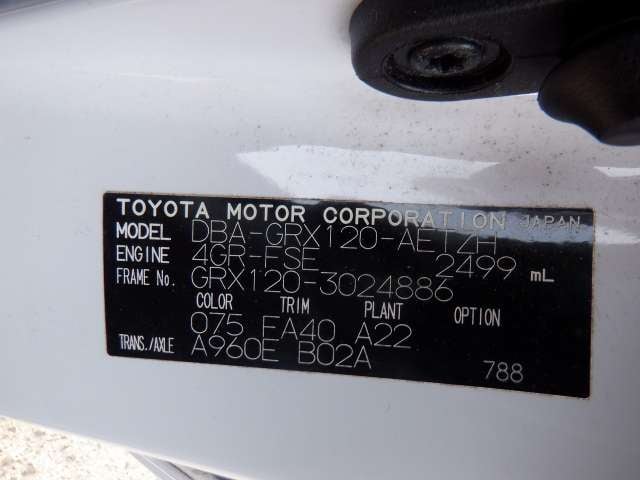 TOYOTA MOTOR CORPORATION JAPAN
MODEL DBA-GRX120-AETZH
ENGINE 4GR-FSE 2499 mL
FRAME No. GRX120-3024886
COLOR TRIM PLANT OPTION
075 FA40 A22
TRANS./AXLE A960E B02A
788